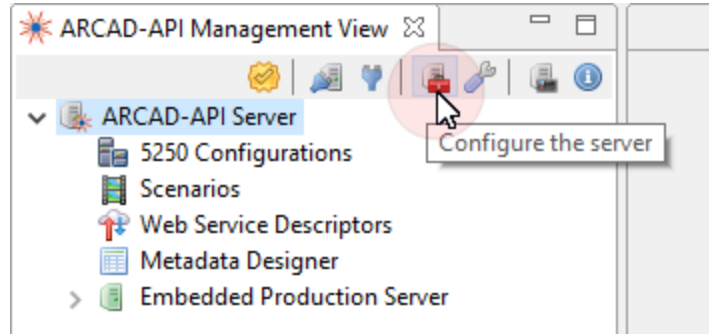 ARCAD-API Management View
Configure the server
ARCAD-API Server
5250 Configurations
Scenarios
Web Service Descriptors
Metadata Designer
Embedded Production Server